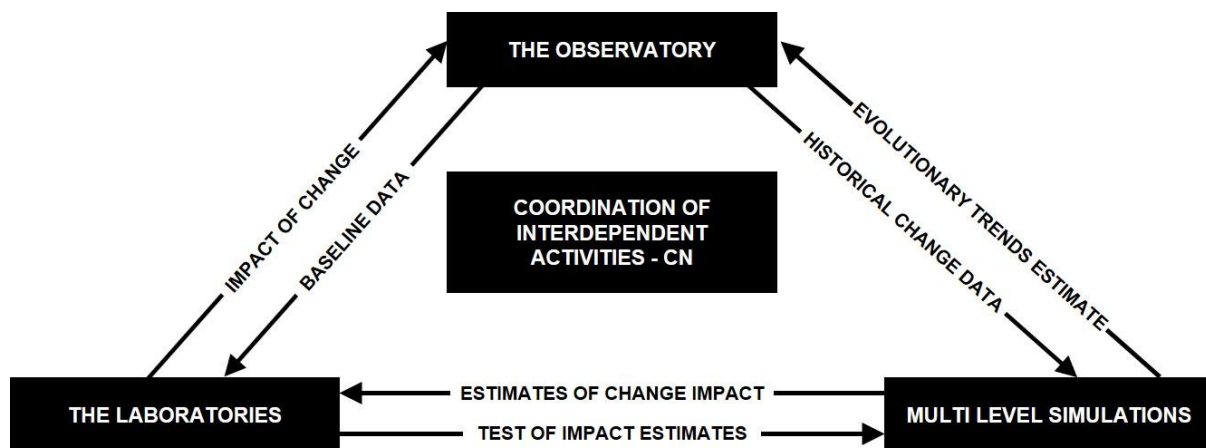 THE OBSERVATORY
IMPACT OF CHANGE
BASELINE DATA
HISTORICAL CHANGE DATA
EVOLUTIONARY TRENDS ESTIMATE
COORDINATION OF
INTERDEPENDENT
ACTIVITIES - CN
THE LABORATORIES
ESTIMATES OF CHANGE IMPACT
TEST OF IMPACT ESTIMATES
MULTI LEVEL SIMULATIONS